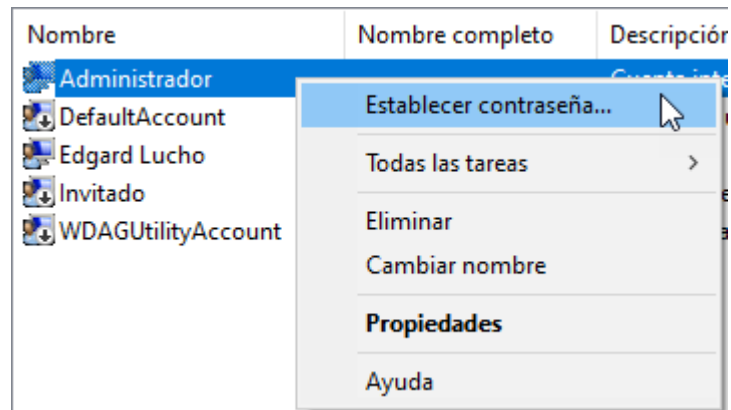 Nombre Nombre completo Descripción
Administrador
Establecer contraseña...
DefaultAccount
Edgard Lucho
Todas las tareas
Invitado
Eliminar
WDAGUtilityAccount
Cambiar nombre
Propiedades
Ayuda